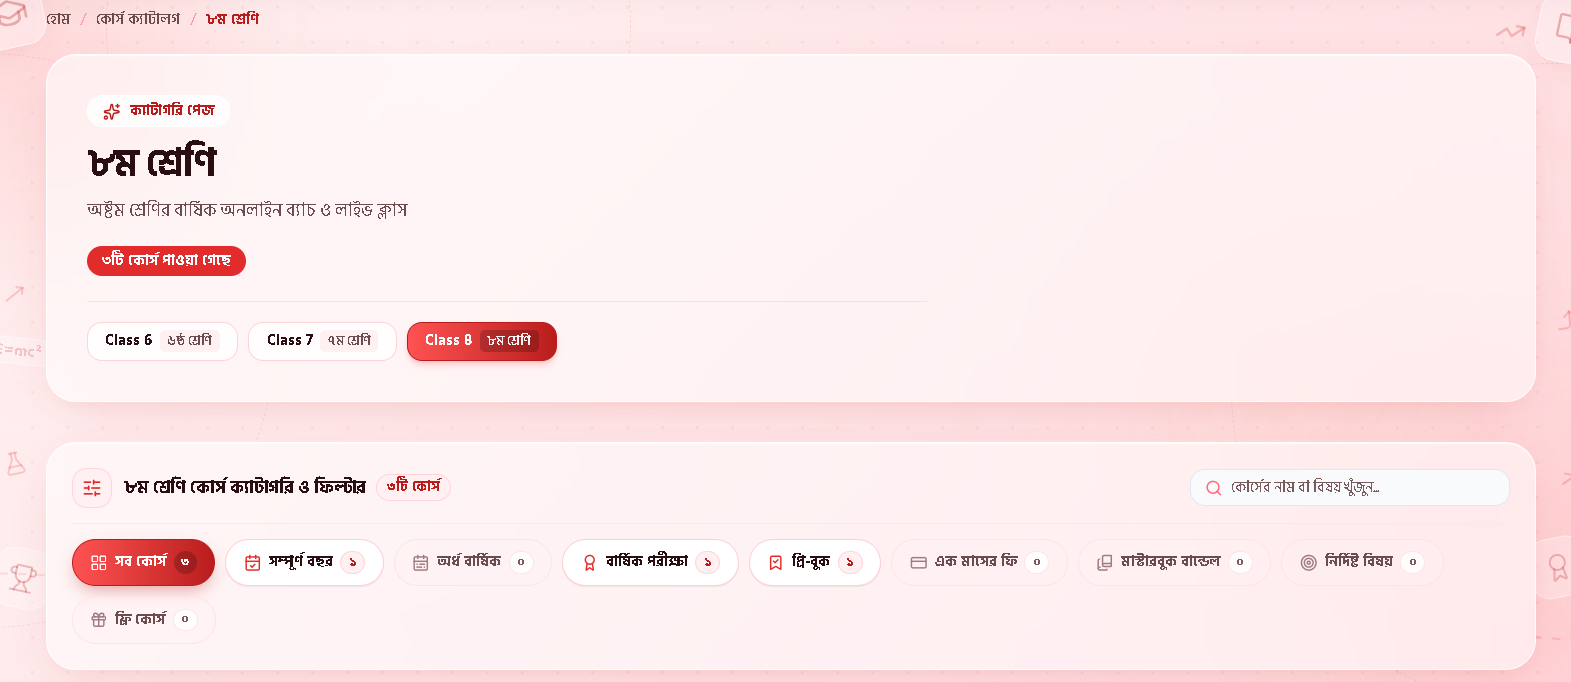 হোম / কোর্স ক্যাটালগ / ৮ম শ্রেণি
ক্যাটাগরি পেজ
৮ম শ্রেণি
অষ্টম শ্রেণির বার্ষিক অনলাইন ব্যাচ ও লাইভ ক্লাস
৩টি কোর্স পাওয়া গেছে
Class 6 ৬ষ্ঠ শ্রেণি Class 7 ৭ম শ্রেণি Class 8 ৮ম শ্রেণি
E=mc²
৮ম শ্রেণি কোর্স ক্যাটাগরি ও ফিল্টার ৩টি কোর্স কোর্সের নাম বা বিষয় খুঁজুন...
সব কোর্স ৩ সম্পূর্ণ বছর ১ অর্ধ বার্ষিক ০ বার্ষিক পরীক্ষা ১ প্রি-বুক ১ এক মাসের ফি ০ মাস্টারবুক বান্ডেল ০ নির্দিষ্ট বিষয় ০
ফ্রি কোর্স ০